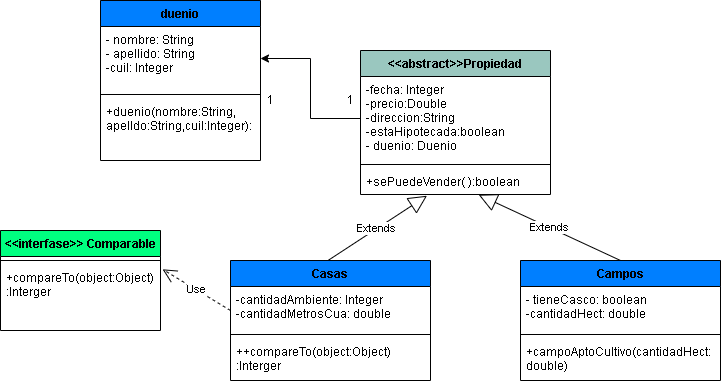 duenio
- nombre: String
- apellido: String
-cuil: Integer
+duenio(nombre:String,
apelldo:String,cuil:Integer):
1
1
<<abstract>>Propiedad
-fecha: Integer
-precio:Double
-direccion:String
-estaHipotecada:boolean
- duenio: Duenio
+sePuedeVender( ):boolean
Extends
Extends
<<interfase>> Comparable
+compareTo(object:Object)
:Interger
Use
Casas
-cantidadAmbiente: Integer
-cantidadMetrosCua: double
++compareTo(object:Object)
:Interger
Campos
- tieneCasco: boolean
-cantidadHect: double
+campoAptoCultivo(cantidadHect:
double)